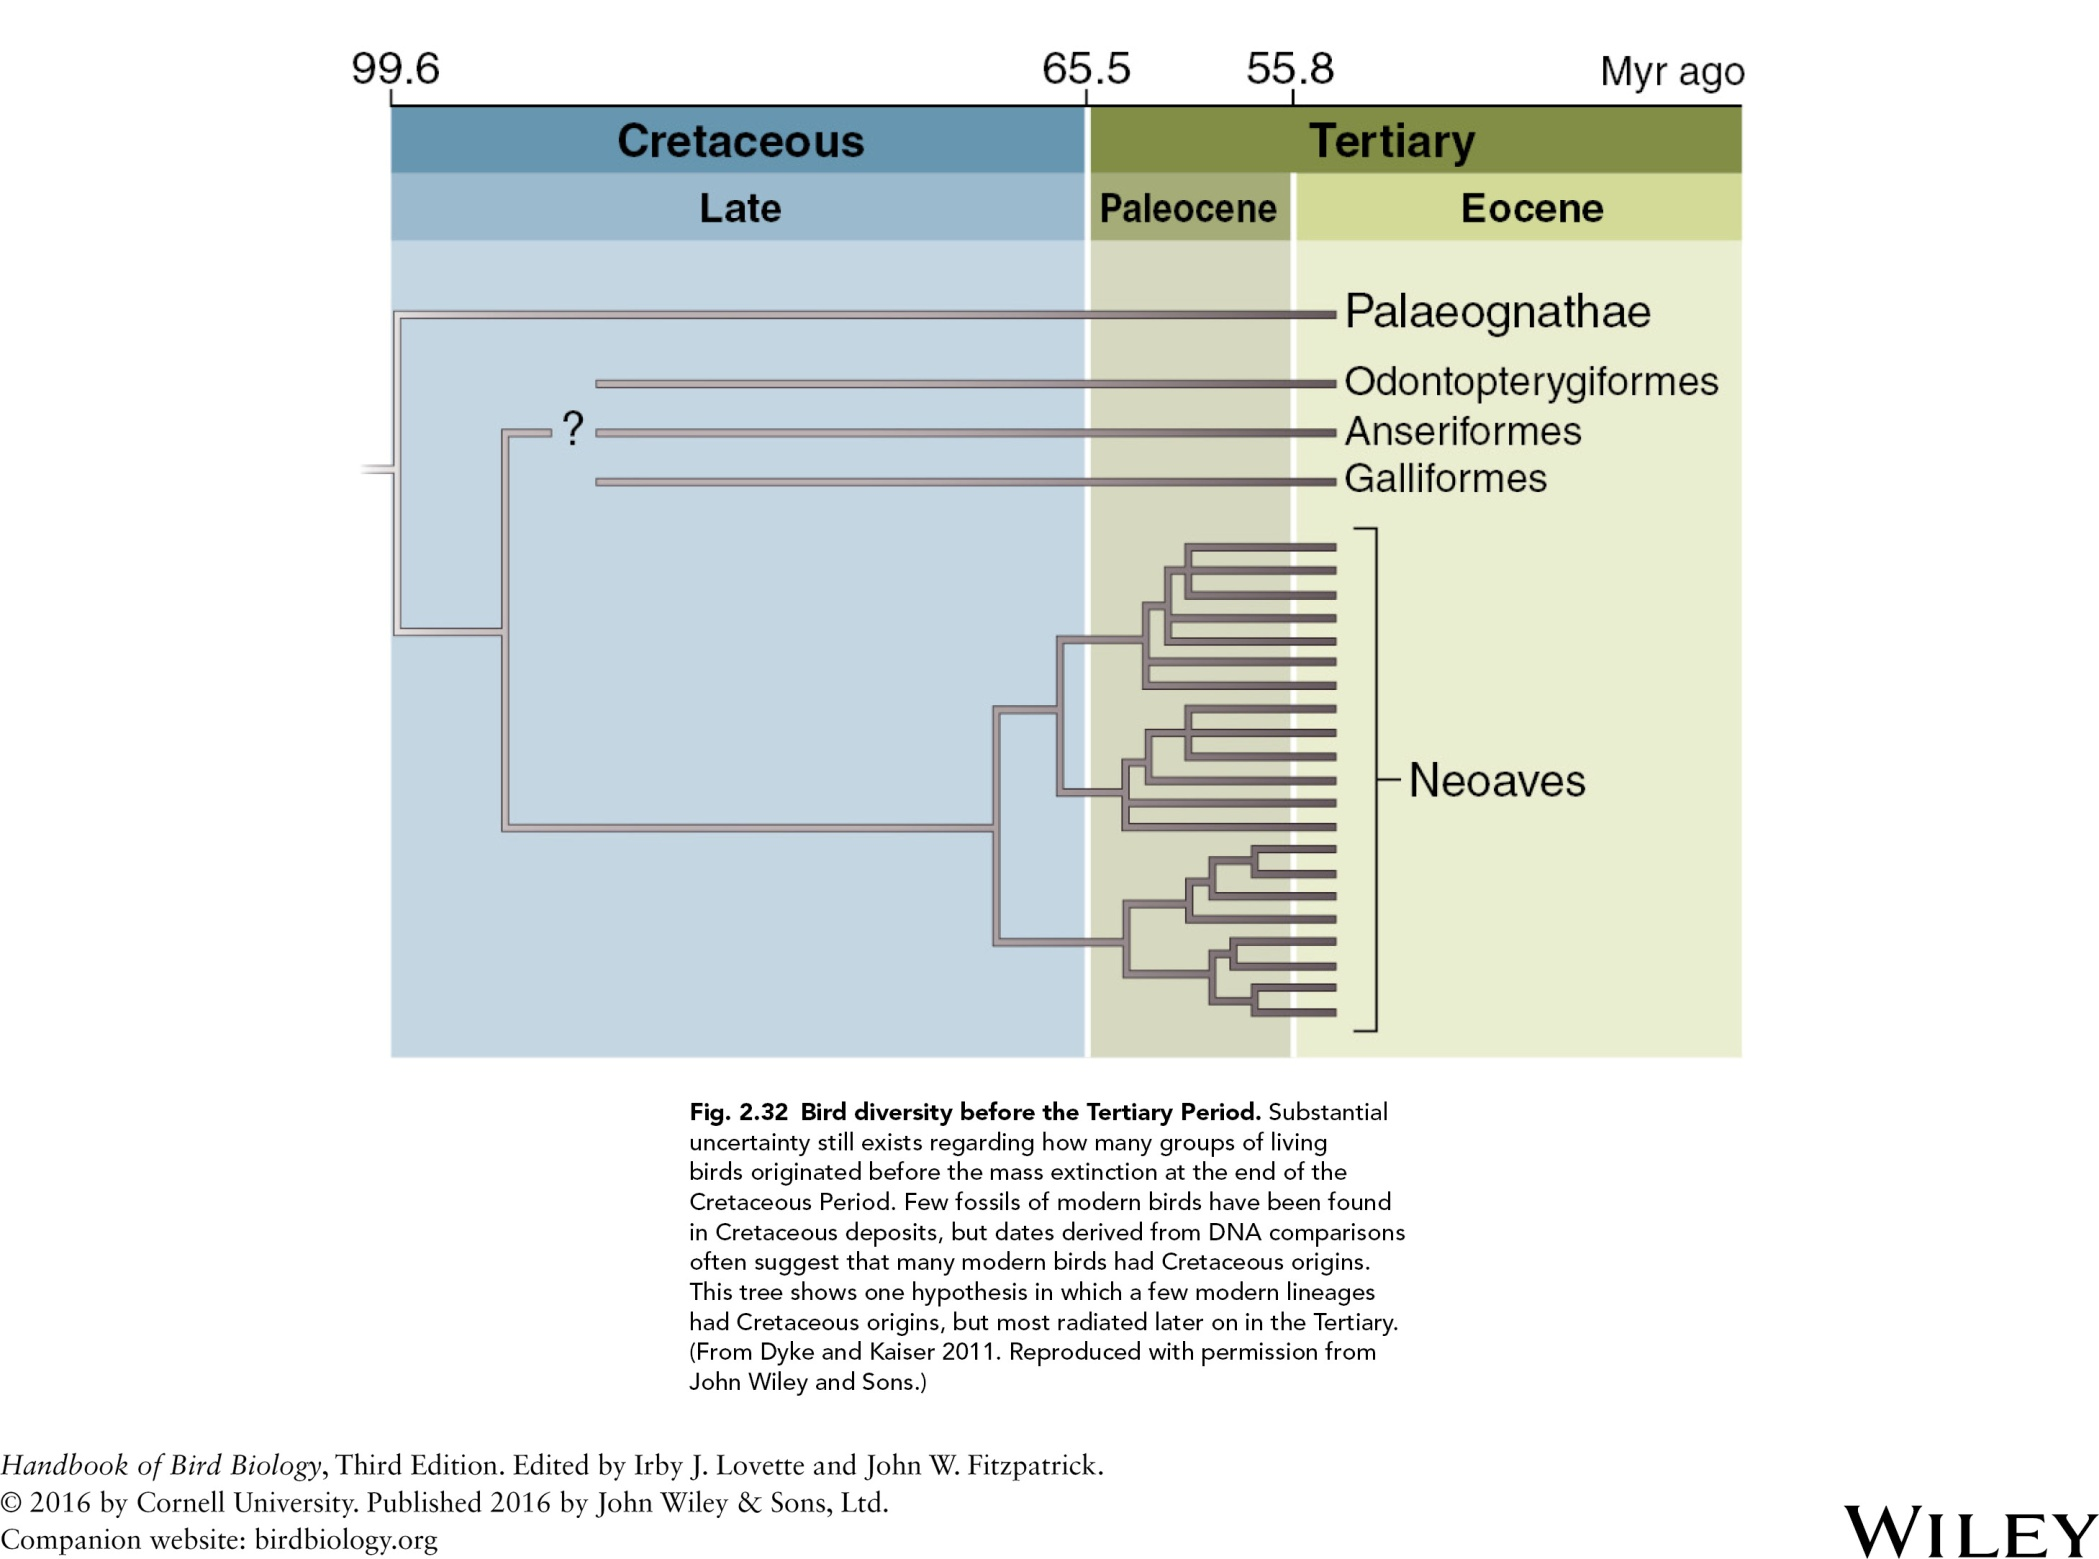 99.6 65.5 55.8 Myr ago
Cretaceous Tertiary
Late Paleocene Eocene
Palaeognathae
Odontopterygiformes
? Anseriformes
Galliformes
Neoaves
Fig. 2.32 Bird diversity before the Tertiary Period. Substantial
uncertainty still exists regarding how many groups of living
birds originated before the mass extinction at the end of the
Cretaceous Period. Few fossils of modern birds have been found
in Cretaceous deposits, but dates derived from DNA comparisons
often suggest that many modern birds had Cretaceous origins.
This tree shows one hypothesis in which a few modern lineages
had Cretaceous origins, but most radiated later on in the Tertiary.
(From Dyke and Kaiser 2011. Reproduced with permission from
John Wiley and Sons.)
Handbook of Bird Biology, Third Edition. Edited by Irby J. Lovette and John W. Fitzpatrick.
© 2016 by Cornell University. Published 2016 by John Wiley & Sons, Ltd.
Companion website: birdbiology.org
WILEY